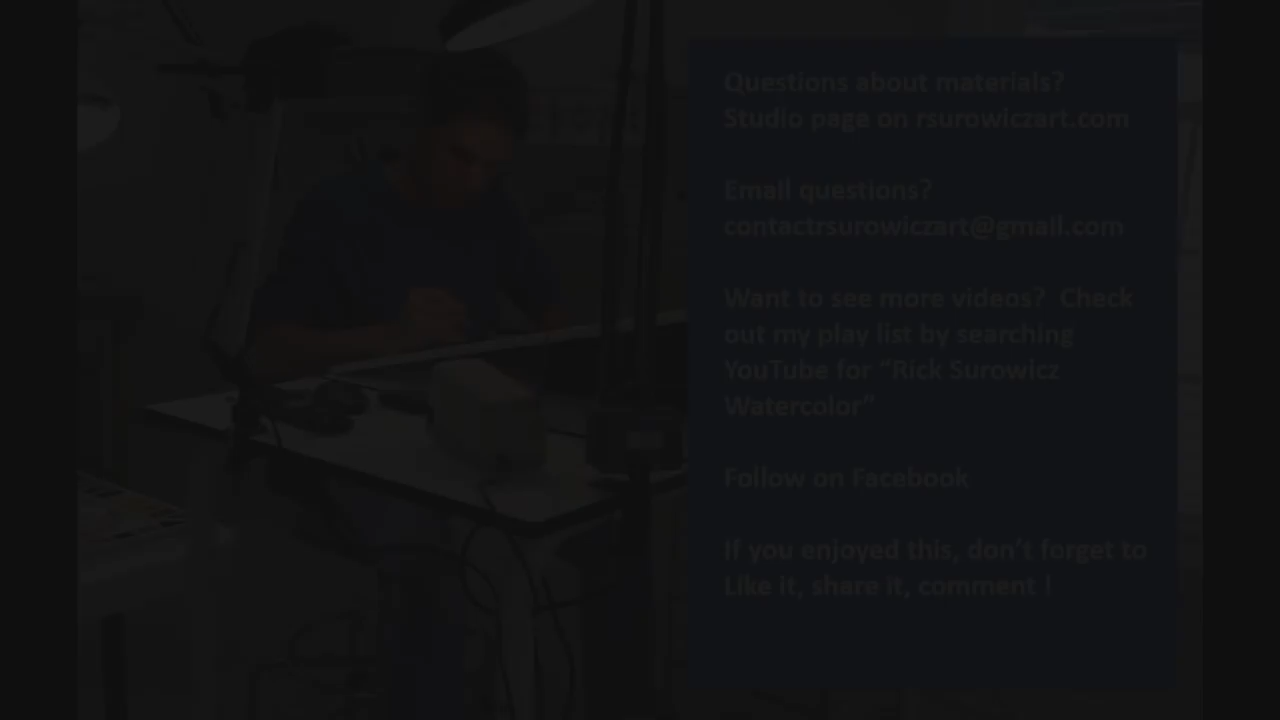 Questions about materials?
Studio page on rsurowiczart.com
Email questions?
contactrsurowiczart@gmail.com
Want to see more videos?  Check
out my play list by searching
YouTube for “Rick Surowicz
Watercolor”
Follow on Facebook
If you enjoyed this, don’t forget to
Like it, share it, comment !